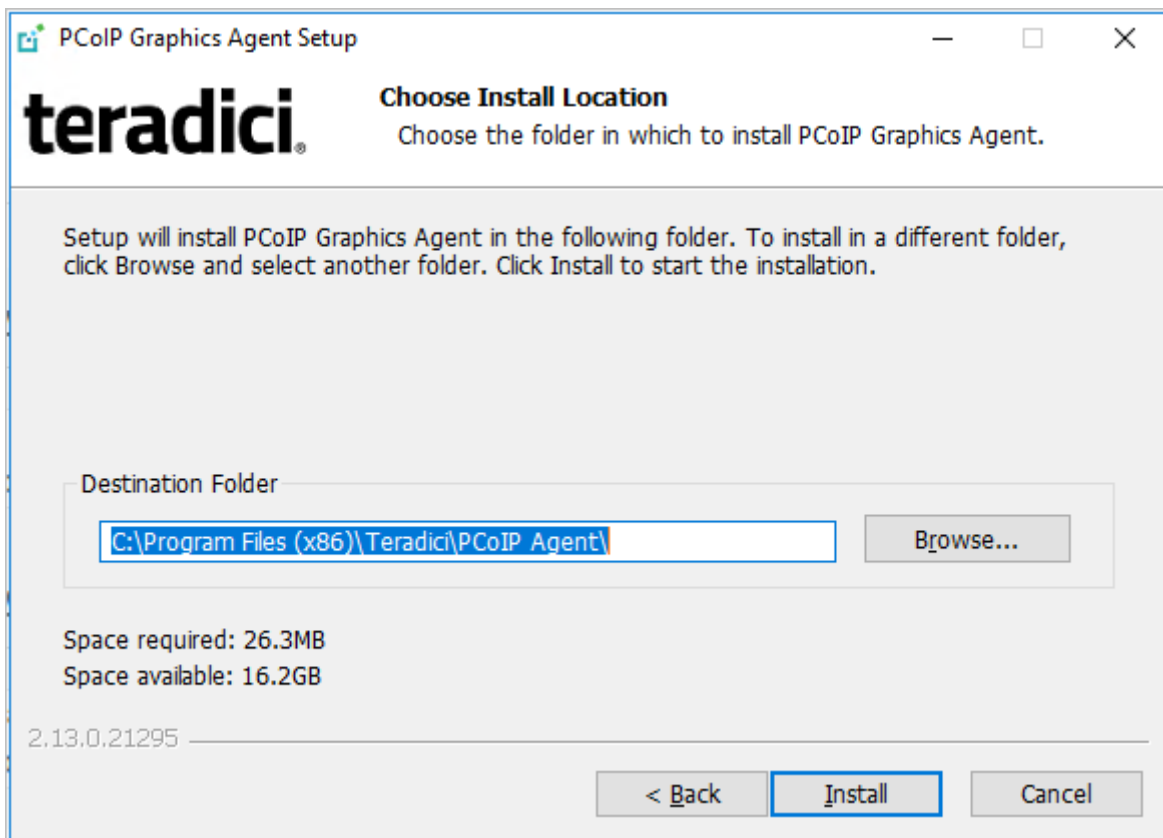 PCoIP Graphics Agent Setup
teradici®
Choose Install Location
Choose the folder in which to install PCoIP Graphics Agent.
Setup will install PCoIP Graphics Agent in the following folder. To install in a different folder,
click Browse and select another folder. Click Install to start the installation.
Destination Folder
C:\Program Files (x86)\Teradici\PCoIP Agent\
Browse...
Space required: 26.3MB
Space available: 16.2GB
2.13.0.21295
< Back
Install
Cancel